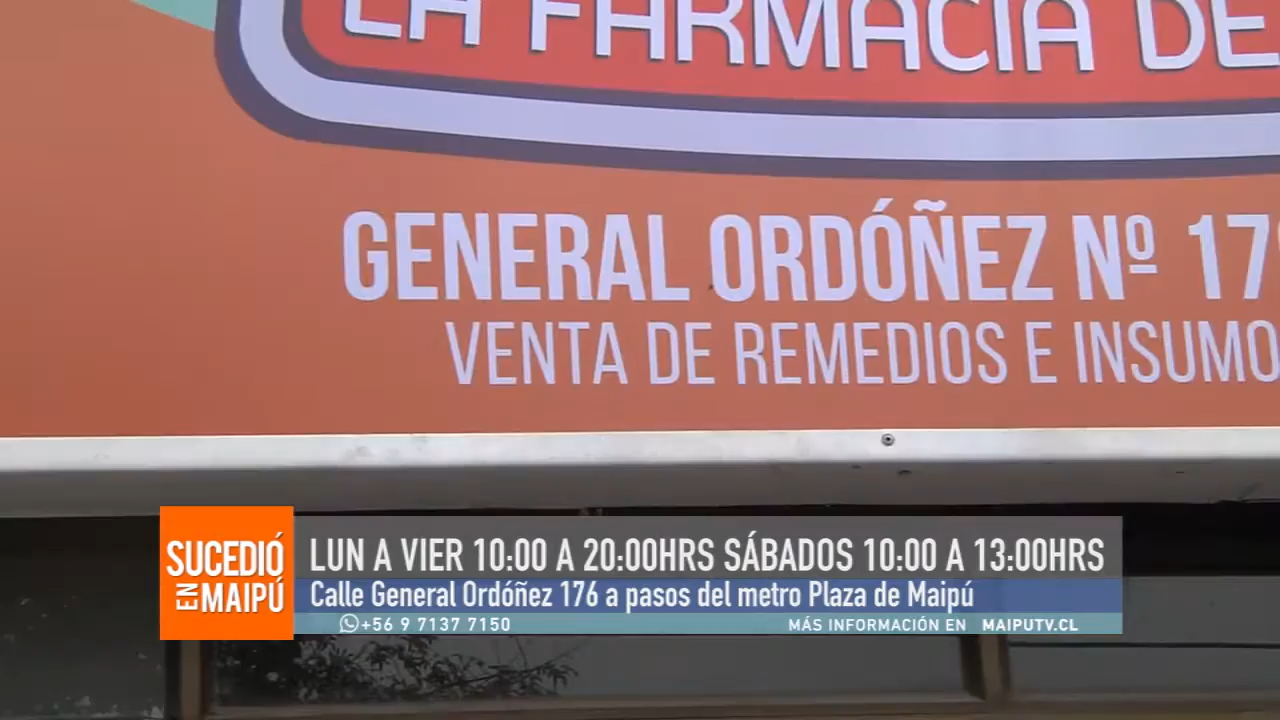 LA FARMACIA DE
GENERAL ORDÓÑEZ Nº 17
VENTA DE REMEDIOS E INSUMO
SUCEDIÓ
EN MAIPÚ
LUN A VIER 10:00 A 20:00HRS SÁBADOS 10:00 A 13:00HRS
Calle General Ordóñez 176 a pasos del metro Plaza de Maipú
+56 9 7137 7150
MÁS INFORMACIÓN EN MAIPUTV.CL